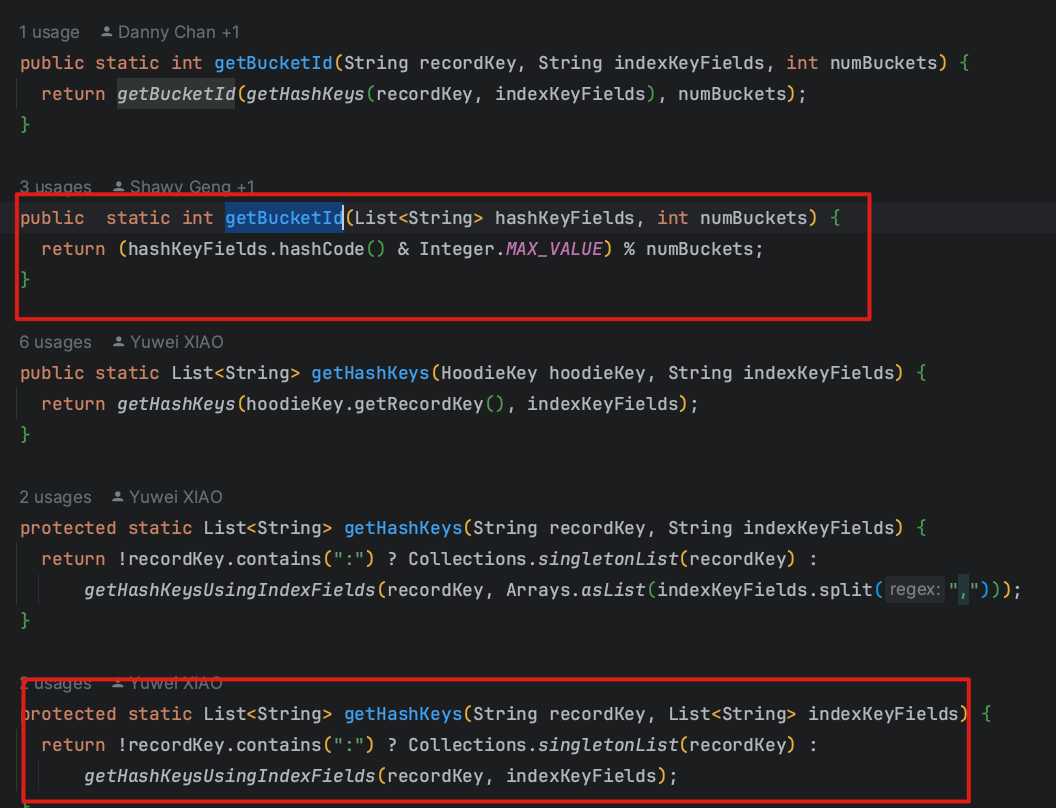 1 usage Danny Chan +1
public static int getBucketId(String recordKey, String indexKeyFields, int numBuckets) {
return getBucketId(getHashKeys(recordKey, indexKeyFields), numBuckets);
}
3 usages Shawy Geng +1
public static int getBucketId(List<String> hashKeyFields, int numBuckets) {
return (hashKeyFields.hashCode() & Integer.MAX_VALUE) % numBuckets;
}
6 usages Yuwei XIAO
public static List<String> getHashKeys(HoodieKey hoodieKey, String indexKeyFields) {
return getHashKeys(hoodieKey.getRecordKey(), indexKeyFields);
}
2 usages Yuwei XIAO
protected static List<String> getHashKeys(String recordKey, String indexKeyFields) {
return !recordKey.contains(":") ? Collections.singletonList(recordKey) :
getHashKeysUsingIndexFields(recordKey, Arrays.asList(indexKeyFields.split( regex: ",")));
}
2 usages Yuwei XIAO
protected static List<String> getHashKeys(String recordKey, List<String> indexKeyFields) {
return !recordKey.contains(":") ? Collections.singletonList(recordKey) :
getHashKeysUsingIndexFields(recordKey, indexKeyFields);
}